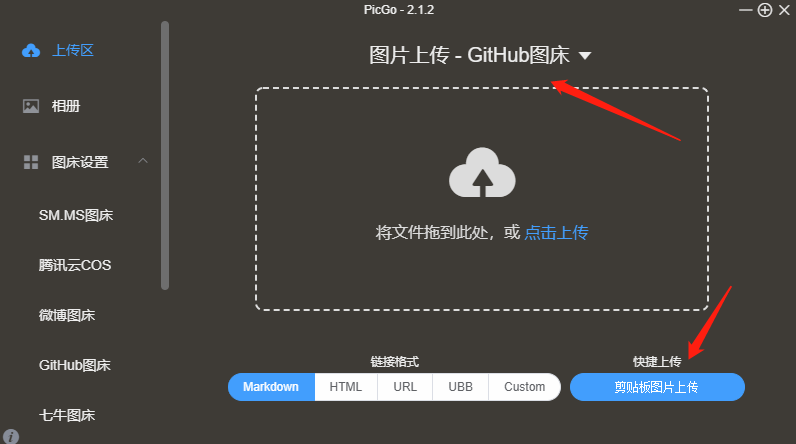 PicGo - 2.1.2
上传区
相册
图床设置
SM.MS图床
腾讯云COS
微博图床
GitHub图床
七牛图床
图片上传 - GitHub图床
将文件拖到此处，或 点击上传
链接格式
Markdown HTML URL UBB Custom
快捷上传
剪贴板图片上传